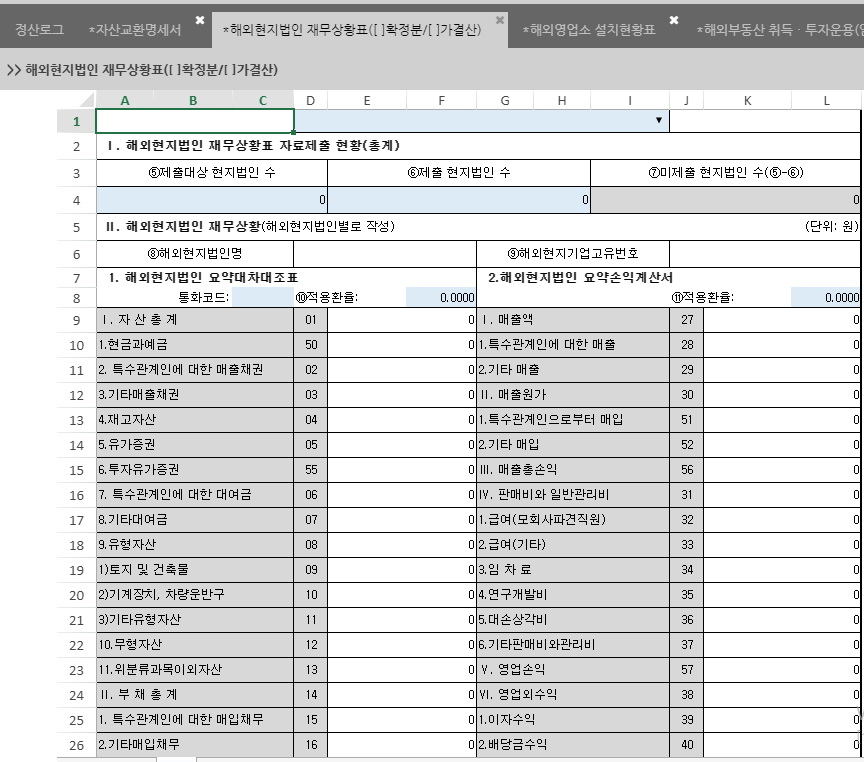 정산로그 *자산교환명세서 ✖ *해외현지법인 재무상황표([ ]확정분/[ ]가결산) ✖ *해외영업소 설치현황표 ✖ *해외부동산 취득ㆍ투자운용(임
>> 해외현지법인 재무상황표([ ]확정분/[ ]가결산)
A B C D E F G H I J K L
1 ▼
2 Ⅰ. 해외현지법인 재무상황표 자료제출 현황(총계)
3 ⑤제출대상 현지법인 수 ⑥제출 현지법인 수 ⑦미제출 현지법인 수(⑤-⑥)
4 0 0 0
5 Ⅱ. 해외현지법인 재무상황(해외현지법인별로 작성) (단위: 원)
6 ⑧해외현지법인명 ⑨해외현지기업고유번호
7 1. 해외현지법인 요약대차대조표 2.해외현지법인 요약손익계산서
8 통화코드: ⑩적용환율: 0.0000 ⑪적용환율: 0.0000
9 Ⅰ. 자 산 총 계 01 0 Ⅰ. 매출액 27 0
10 1.현금과예금 50 0 1.특수관계인에 대한 매출 28 0
11 2. 특수관계인에 대한 매출채권 02 0 2.기타 매출 29 0
12 3.기타매출채권 03 0 Ⅱ. 매출원가 30 0
13 4.재고자산 04 0 1.특수관계인으로부터 매입 51 0
14 5.유가증권 05 0 2.기타 매입 52 0
15 6.투자유가증권 55 0 Ⅲ. 매출총손익 56 0
16 7. 특수관계인에 대한 대여금 06 0 Ⅳ. 판매비와 일반관리비 31 0
17 8.기타대여금 07 0 1.급여(모회사파견직원) 32 0
18 9.유형자산 08 0 2.급여(기타) 33 0
19 1)토지 및 건축물 09 0 3.임 차 료 34 0
20 2)기계장치, 차량운반구 10 0 4.연구개발비 35 0
21 3)기타유형자산 11 0 5.대손상각비 36 0
22 10.무형자산 12 0 6.기타판매비와관리비 37 0
23 11.위분류과목이외자산 13 0 Ⅴ. 영업손익 57 0
24 Ⅱ. 부 채 총 계 14 0 Ⅵ. 영업외수익 38 0
25 1. 특수관계인에 대한 매입채무 15 0 1.이자수익 39 0
26 2.기타매입채무 16 0 2.배당금수익 40 0